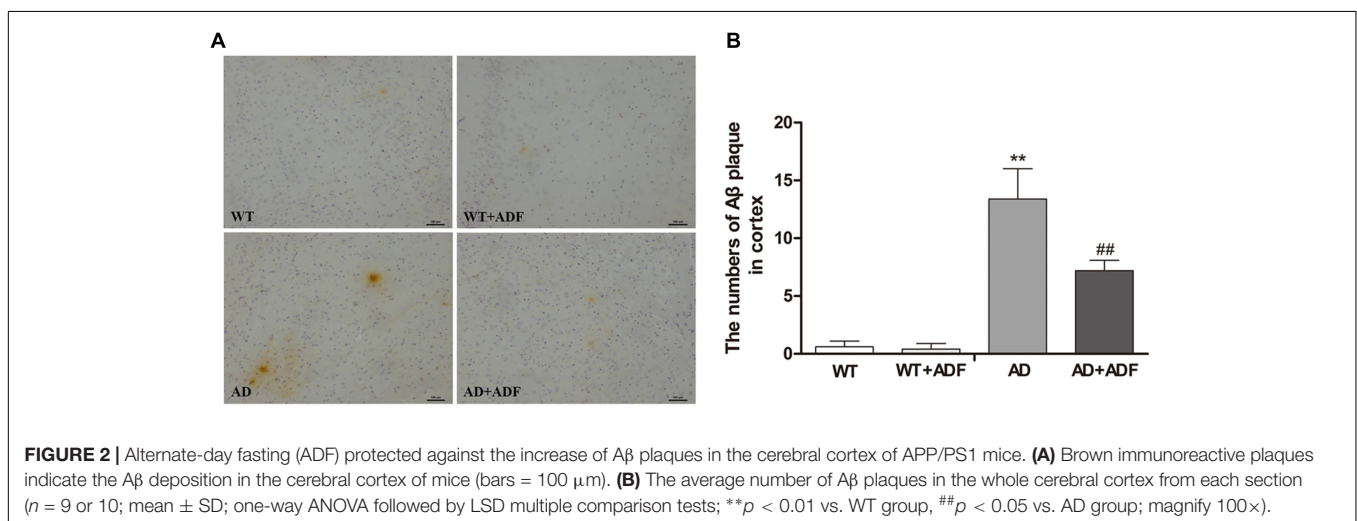 A
B
WT
WT+ADF
AD
AD+ADF
The numbers of Aβ plaque
in cortex
20
15
10
5
0
**
##
WT
WT+ADF
AD
AD+ADF
FIGURE 2 | Alternate-day fasting (ADF) protected against the increase of Aβ plaques in the cerebral cortex of APP/PS1 mice. (A) Brown immunoreactive plaques
indicate the Aβ deposition in the cerebral cortex of mice (bars = 100 μm). (B) The average number of Aβ plaques in the whole cerebral cortex from each section
(n = 9 or 10; mean ± SD; one-way ANOVA followed by LSD multiple comparison tests; **p < 0.01 vs. WT group, ##p < 0.05 vs. AD group; magnify 100×).